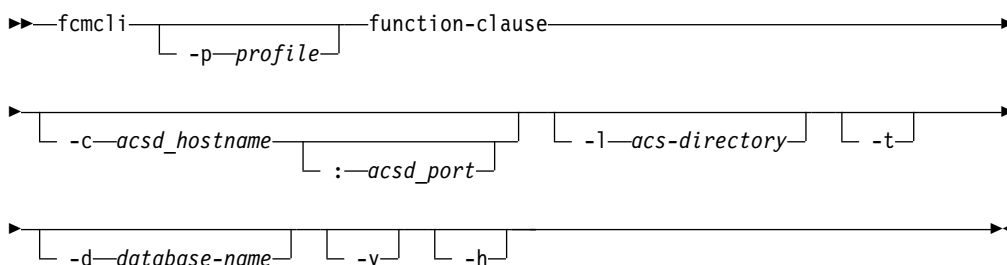 fcmcli function-clause
-p profile
-c acsd_hostname -l acs-directory -t
: acsd_port
-d database-name -v -h